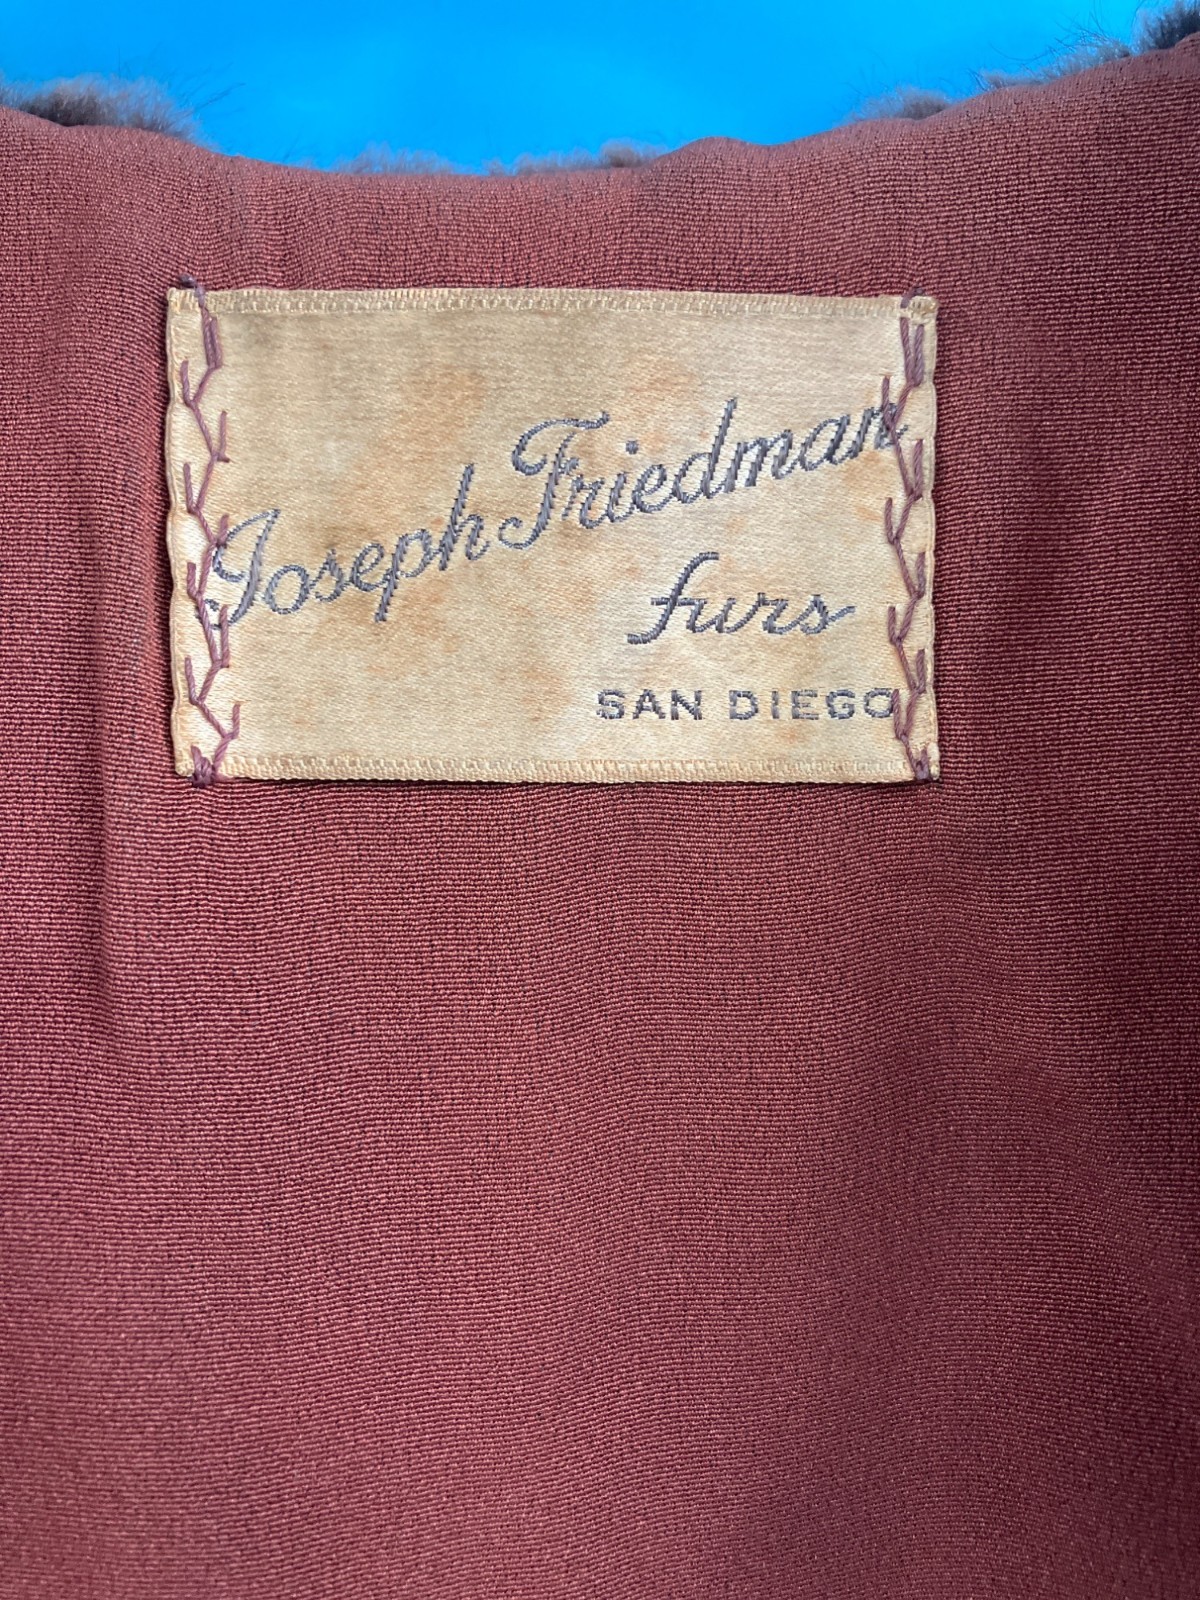 Joseph Friedman
furs
SAN DIEGO